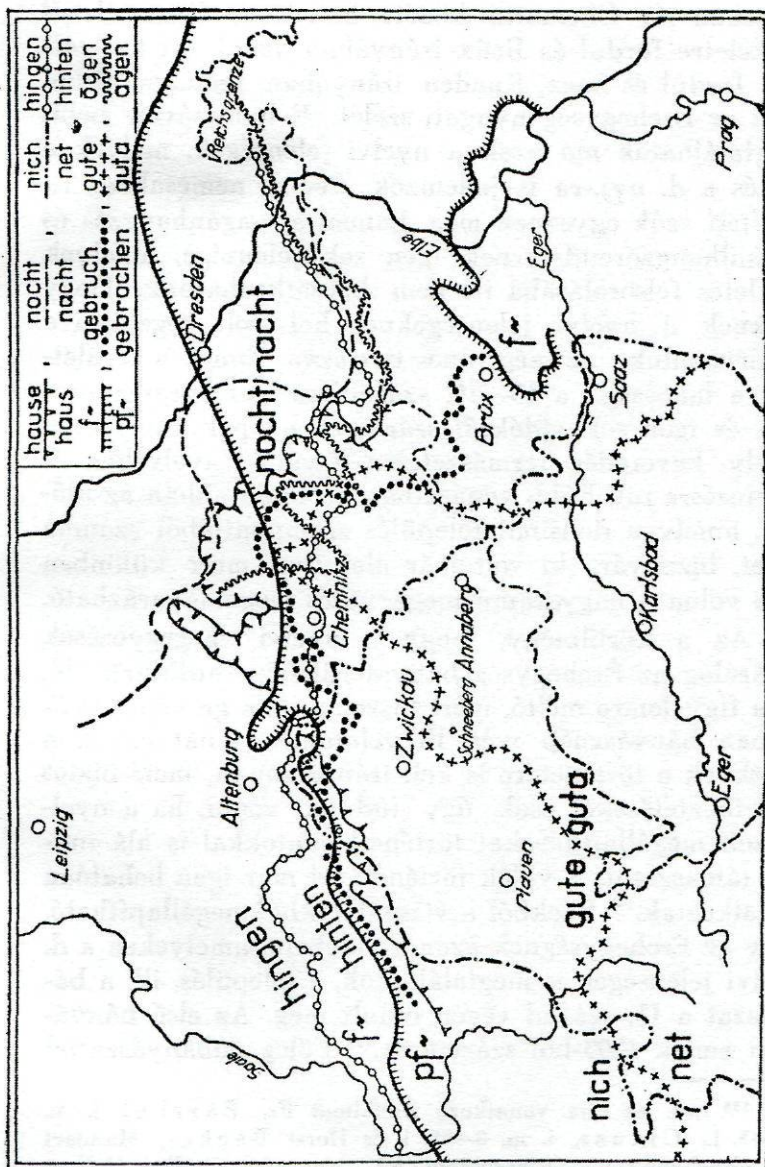 hause
haus
f-
pf-
nocht
nacht
gebruch.
gebrochen
nich
net
gute
guta
hingen
hinten
ögen
Leipzig
Altenburg
Dresden
Reichsgrenze
nocht/nacht
Saale
hingen
hinten
Chemnitz
Elbe
Zwickau
Schneeberg
Annaberg
Brüx
f-
pf-
Plauen
gute
guta
Karlsbad
Saaz
Eger
Prag
nich
net
Eger